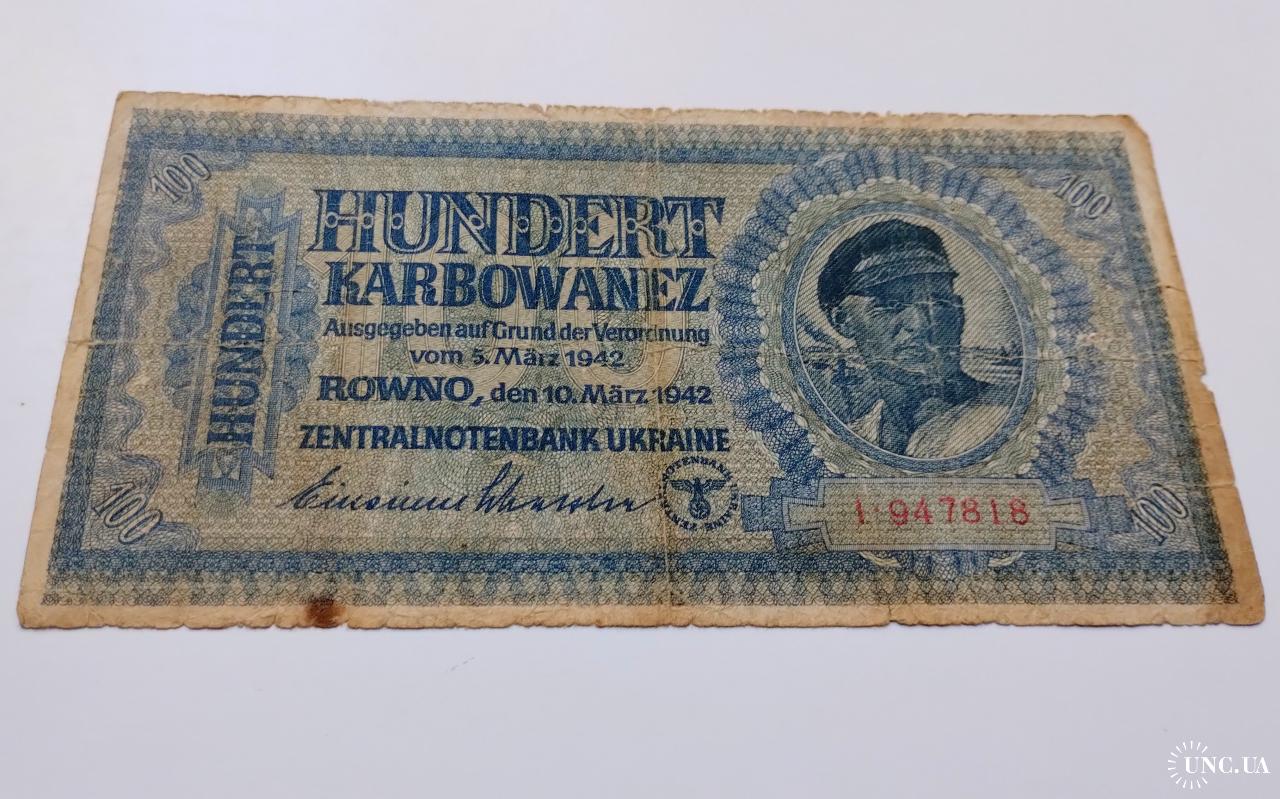 100
100
HUNDERT
HUNDERT
KARBOWANEZ
Ausgegeben auf Grund der Verordnung
vom 5. März 1942
ROWNO, den 10. März 1942
ZENTRALNOTENBANK UKRAINE
1·947818
100
100
UNC.UA